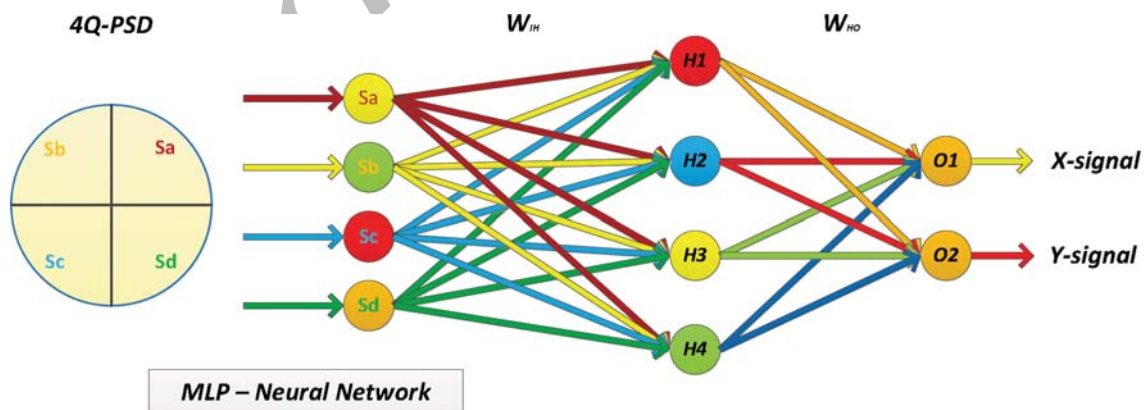 4Q-PSD
W_IH
W_HO
Sb
Sa
Sc
Sd
Sa
Sb
Sc
Sd
H1
H2
H3
H4
O1
O2
X-signal
Y-signal
MLP – Neural Network